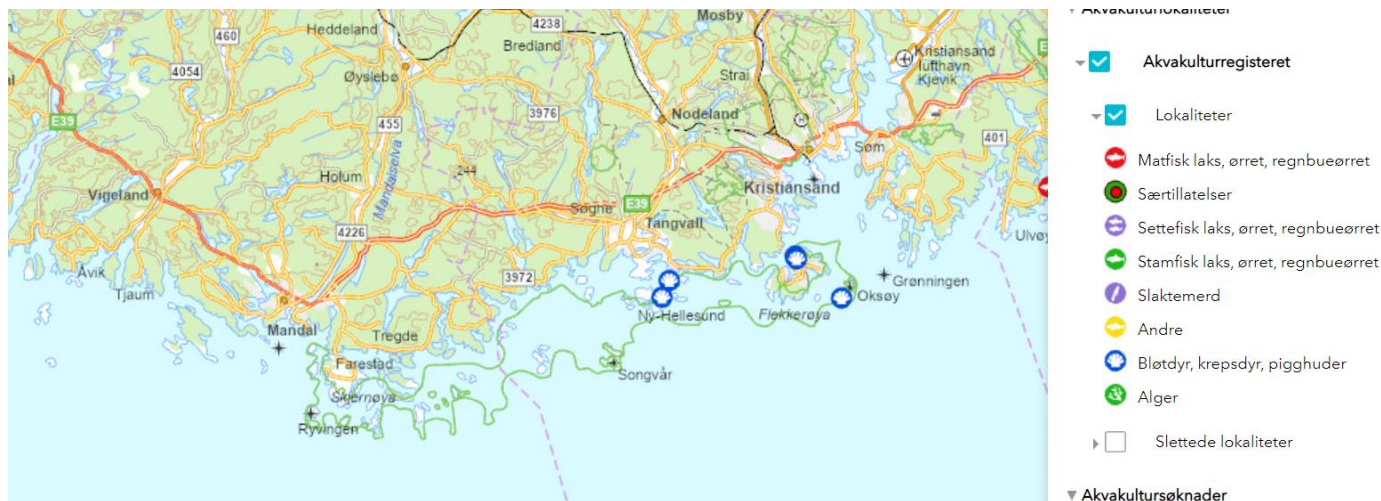 Mosby
4238
Heddeland
460
Bredland
Kristiansand
lufthavn
Kjevik
E
4054
Øyslebø
Strai
3976
Nodeland
E39
455
401
Mandalselva
Søm
244
Holum
Vigeland
Kristiansand
Søgne
E39
Tangvall
4226
Ulvøy
Åvik
3972
Grønningen
Tjaum
Oksøy
Ny-Hellesund
Flekkerøya
Mandal
Tregde
Farestad
Songvår
Skjernøya
Ryvingen
Akvakulturlokaliteter
Akvakulturregisteret
Lokaliteter
Matfisk laks, ørret, regnbueørret
Særtillatelser
Settefisk laks, ørret, regnbueørret
Stamfisk laks, ørret, regnbueørret
Slaktemerd
Andre
Bløtdyr, krepsdyr, pigghuder
Alger
Slettede lokaliteter
Akvakultursøknader